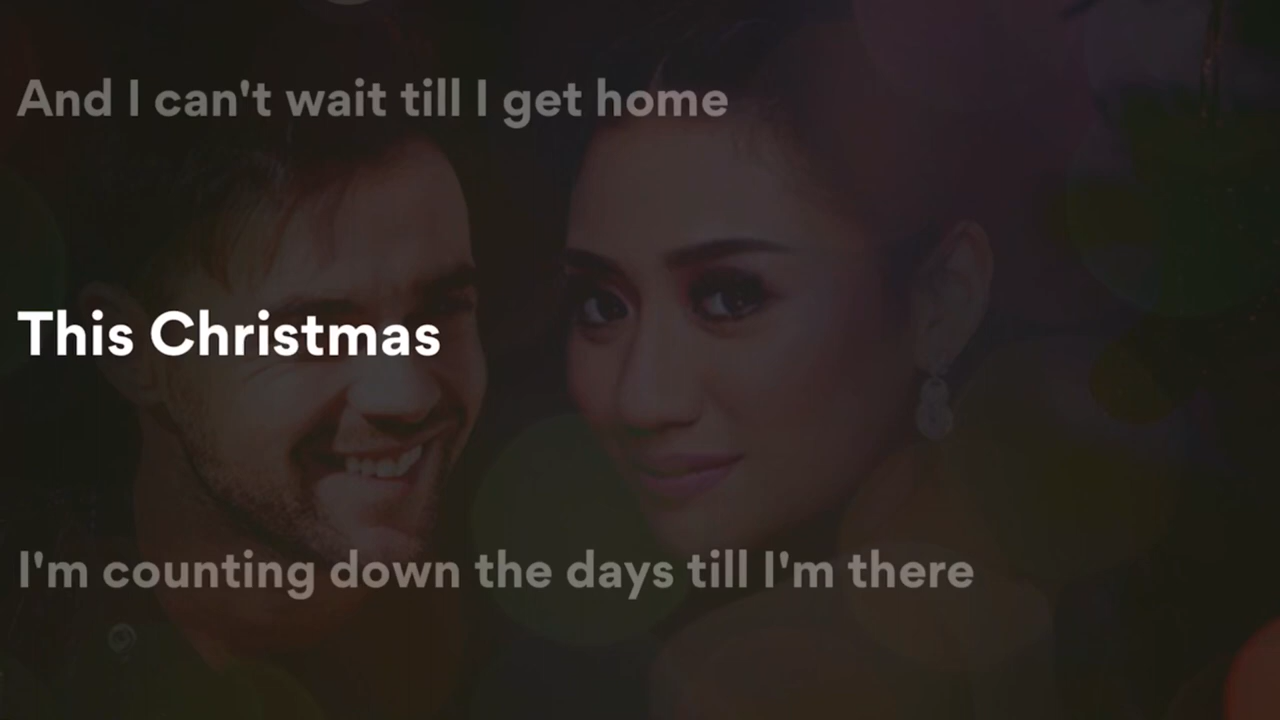 And I can't wait till I get home
This Christmas
I'm counting down the days till I'm there